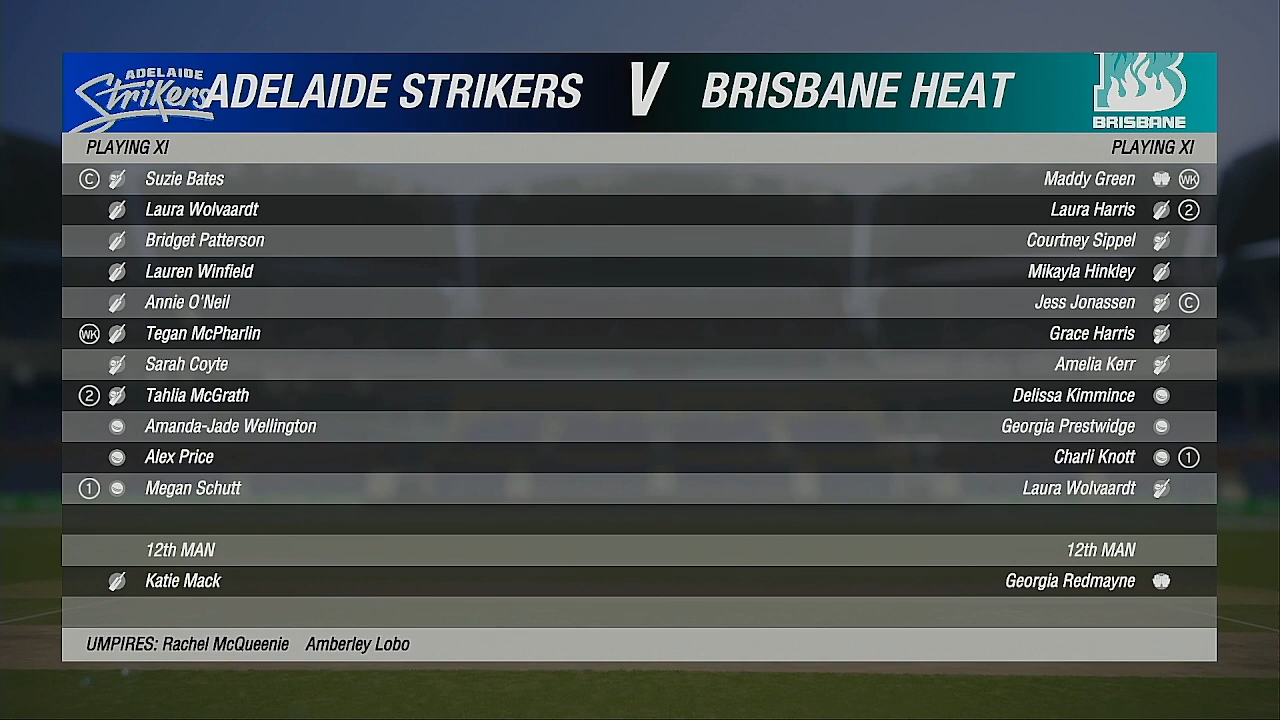 ADELAIDE Strikers ADELAIDE STRIKERS V BRISBANE HEAT B BRISBANE
PLAYING XI PLAYING XI
C Suzie Bates Maddy Green WK
Laura Wolvaardt Laura Harris 2
Bridget Patterson Courtney Sippel
Lauren Winfield Mikayla Hinkley
Annie O'Neil Jess Jonassen C
WK Tegan McPharlin Grace Harris
Sarah Coyte Amelia Kerr
2 Tahlia McGrath Delissa Kimmince
Amanda-Jade Wellington Georgia Prestwidge
Alex Price Charli Knott 1
1 Megan Schutt Laura Wolvaardt
12th MAN 12th MAN
Katie Mack Georgia Redmayne
UMPIRES: Rachel McQueenie Amberley Lobo